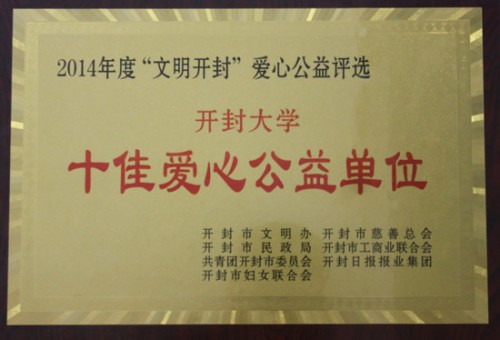 2014年度“文明开封”爱心公益评选
开封大学
十佳爱心公益单位
开封市文明办 开封市慈善总会
开封市民政局 开封市工商业联合会
共青团开封市委员会 开封日报报业集团
开封市妇女联合会